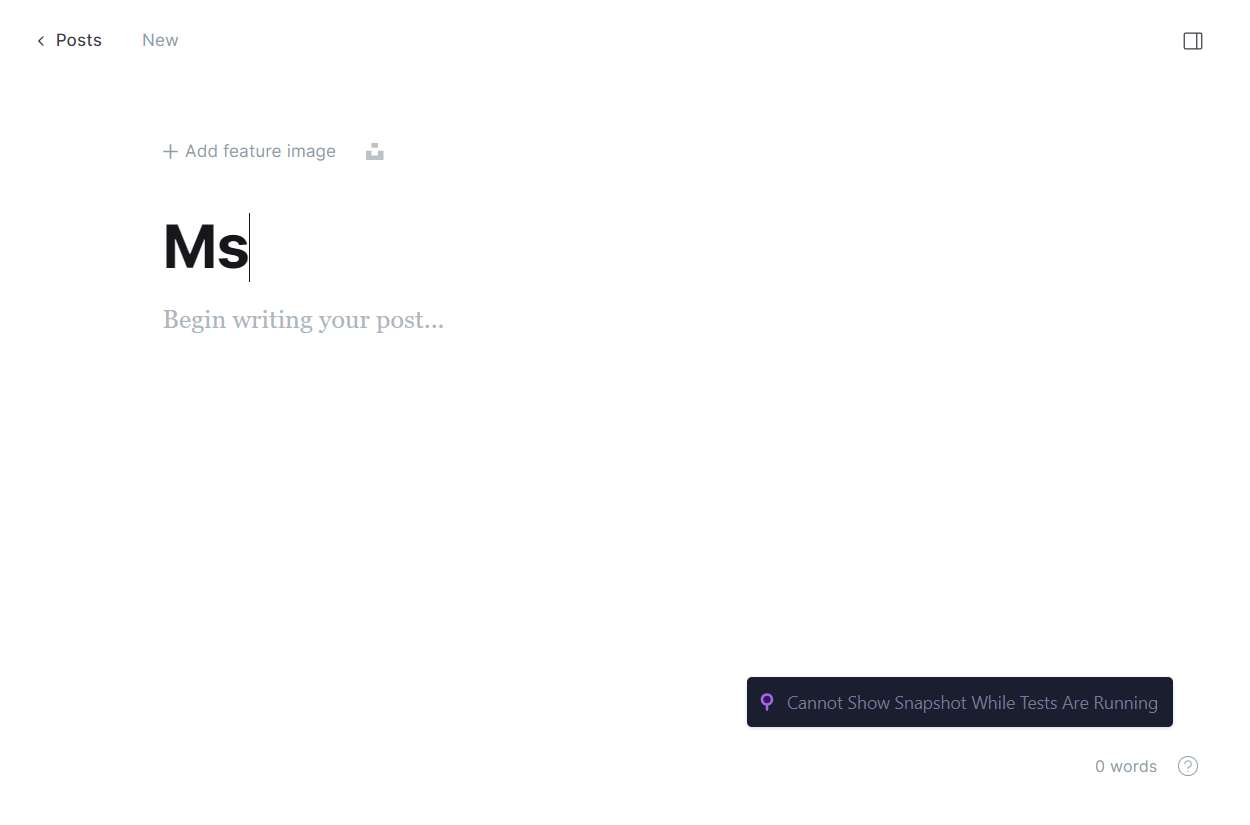 Posts New
Add feature image
Ms
Begin writing your post...
Cannot Show Snapshot While Tests Are Running
0 words ?